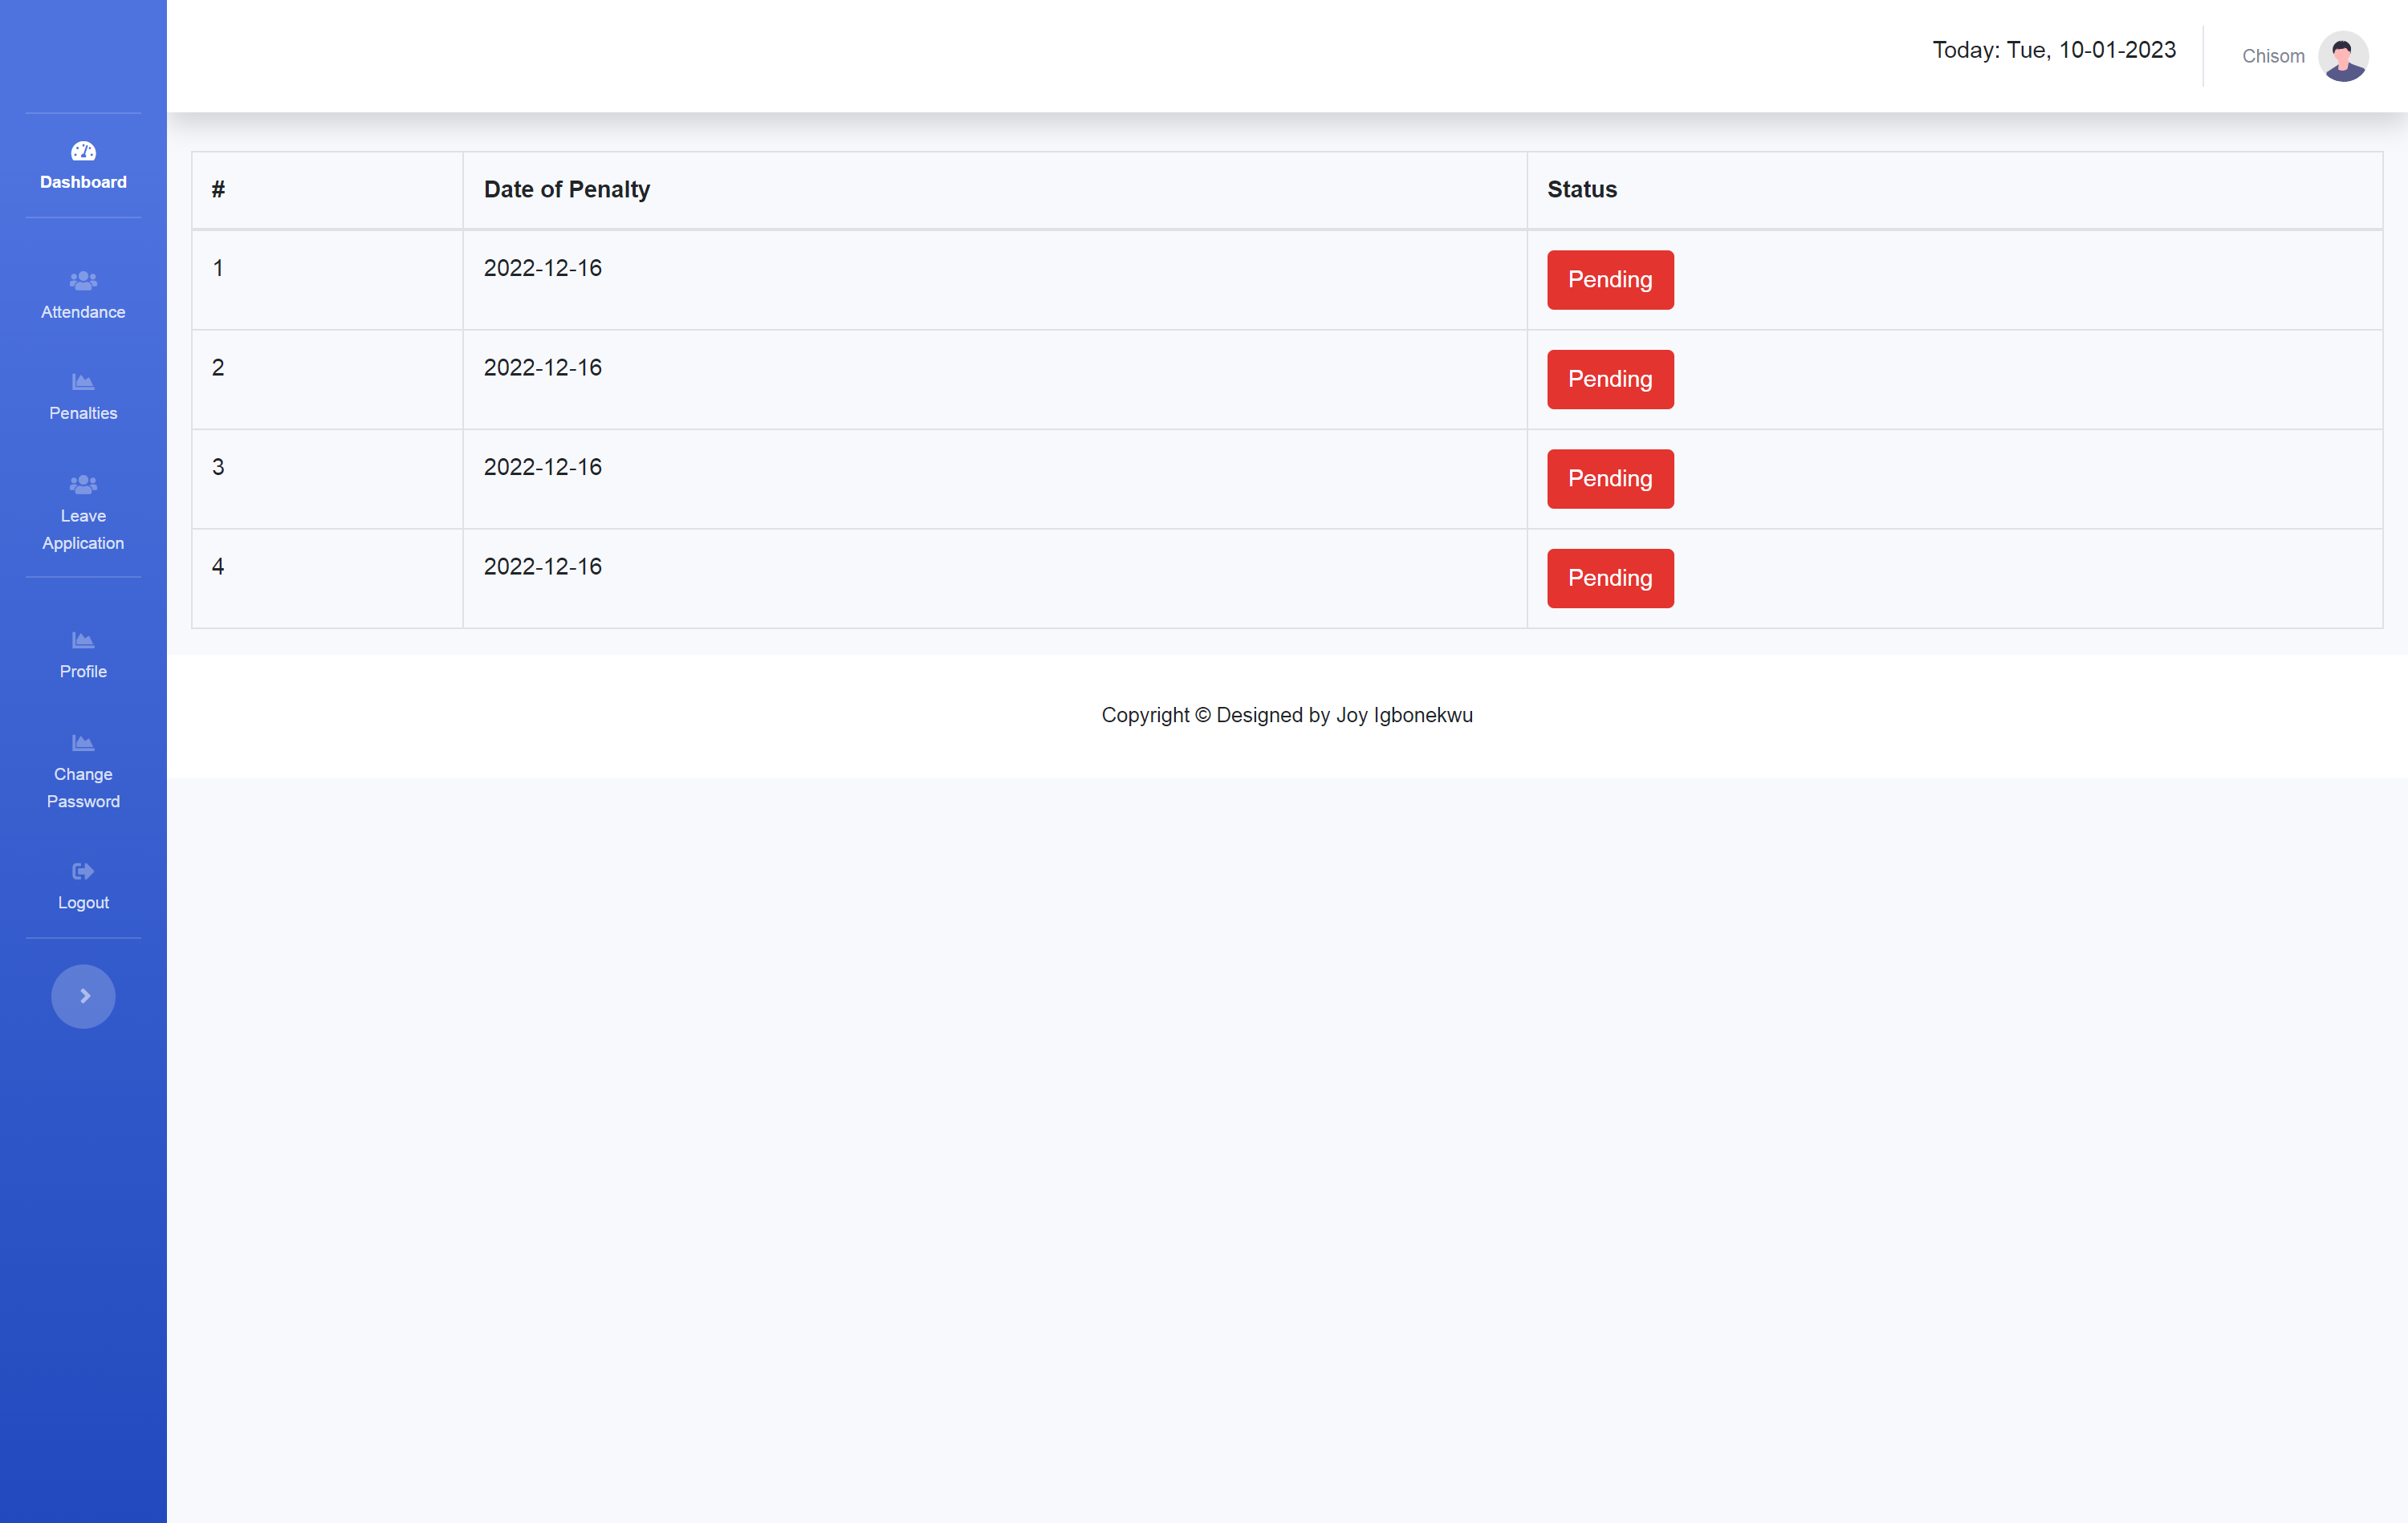 Today: Tue, 10-01-2023
Chisom
Dashboard
Attendance
Penalties
Leave
Application
Profile
Change
Password
Logout
# Date of Penalty Status
1 2022-12-16 Pending
2 2022-12-16 Pending
3 2022-12-16 Pending
4 2022-12-16 Pending
Copyright © Designed by Joy Igbonekwu